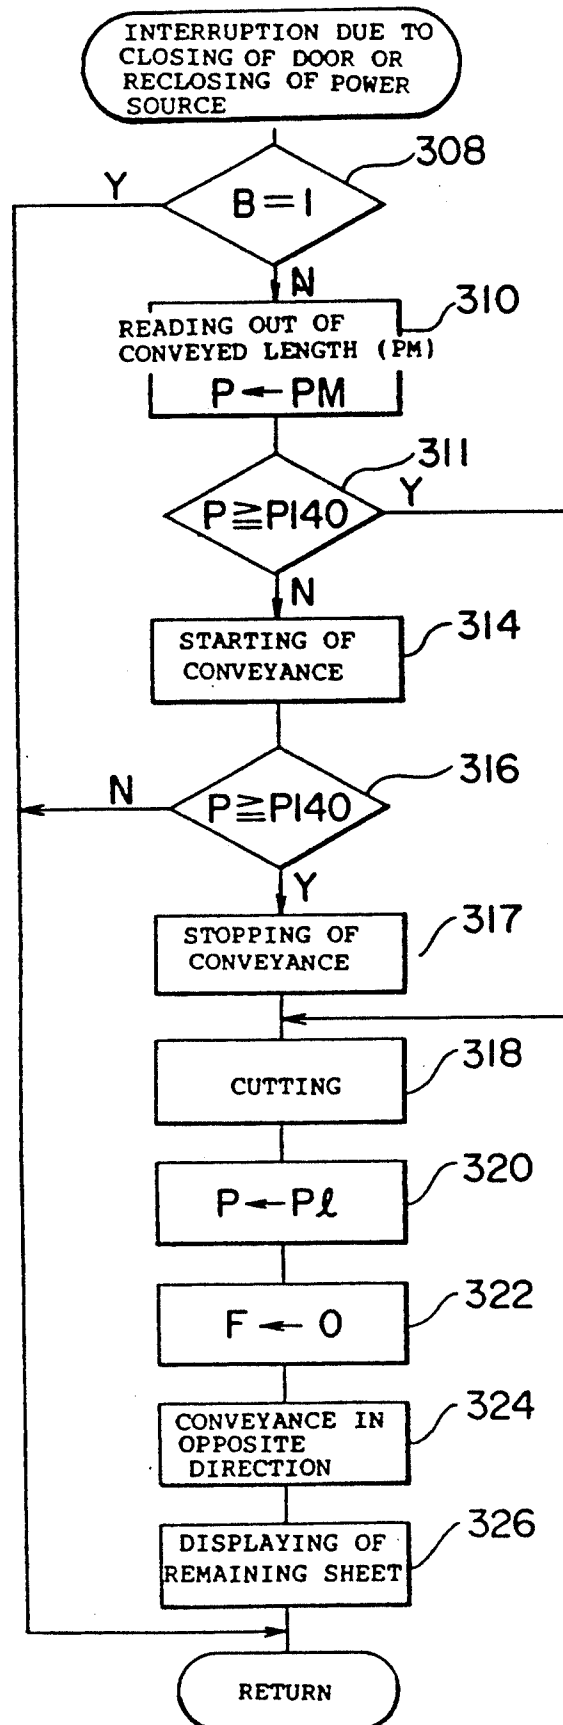 INTERRUPTION DUE TO
CLOSING OF DOOR OR
RECLOSING OF POWER
SOURCE
308
Y
B=1
N
310
READING OUT OF
CONVEYED LENGTH (PM)
P ← PM
311
P≧P140
Y
N
314
STARTING OF
CONVEYANCE
316
N
P≧P140
Y
317
STOPPING OF
CONVEYANCE
318
CUTTING
320
P ← Pℓ
322
F ← 0
324
CONVEYANCE IN
OPPOSITE
DIRECTION
326
DISPLAYING OF
REMAINING SHEET
RETURN